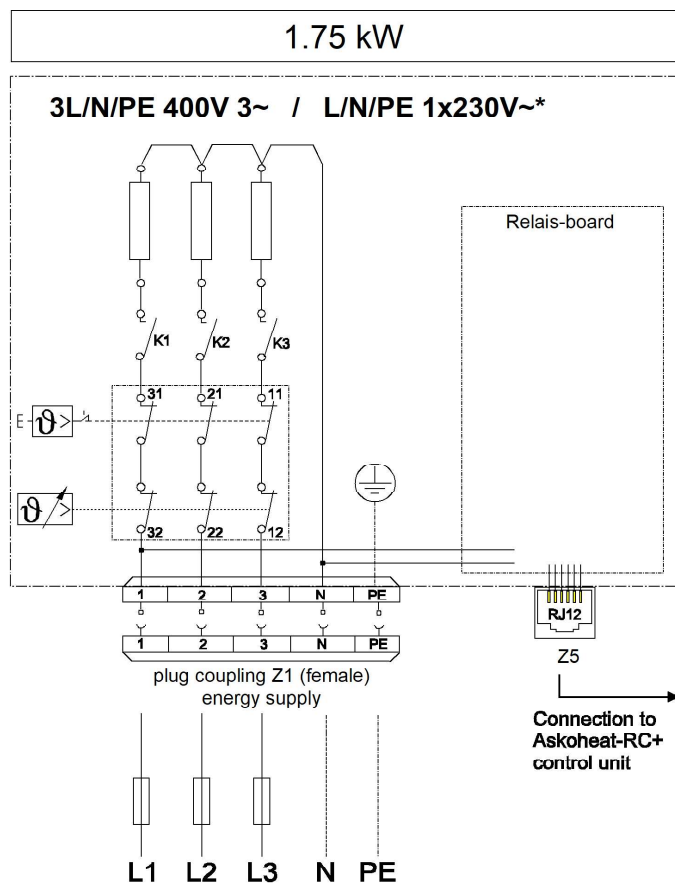 1.75 kW
3L/N/PE 400V 3~ / L/N/PE 1x230V~*
Relais-board
K1 K2 K3
31 21 11
E ϑ >
ϑ >
32 22 12
1 2 3 N PE
RJ12
1 2 3 N PE
Z5
plug coupling Z1 (female)
energy supply
Connection to
Askoheat-RC+
control unit
L1 L2 L3 N PE